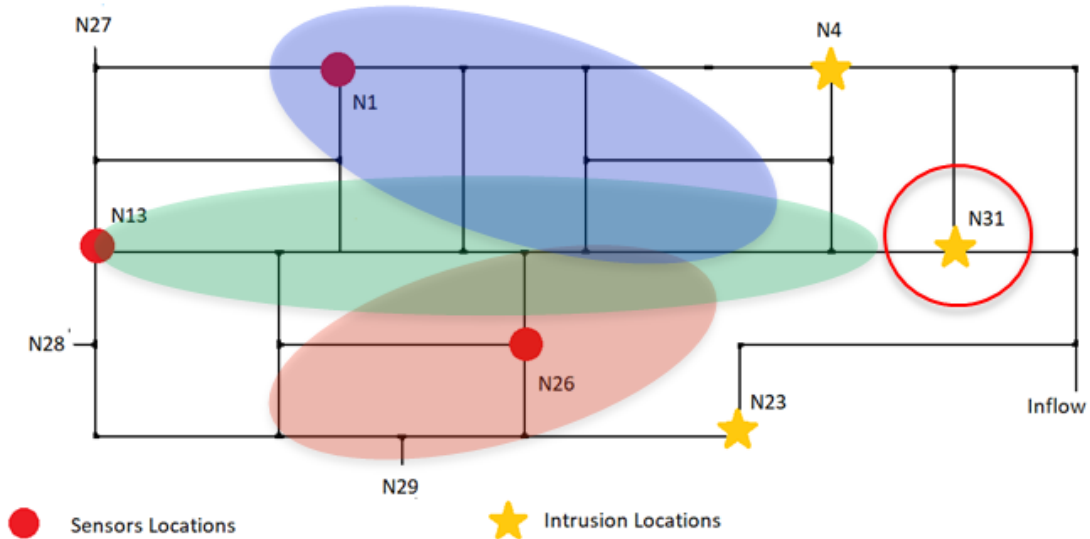 N27
N4
N1
N13
N31
N28
N26
N23
Inflow
N29
Sensors Locations
Intrusion Locations